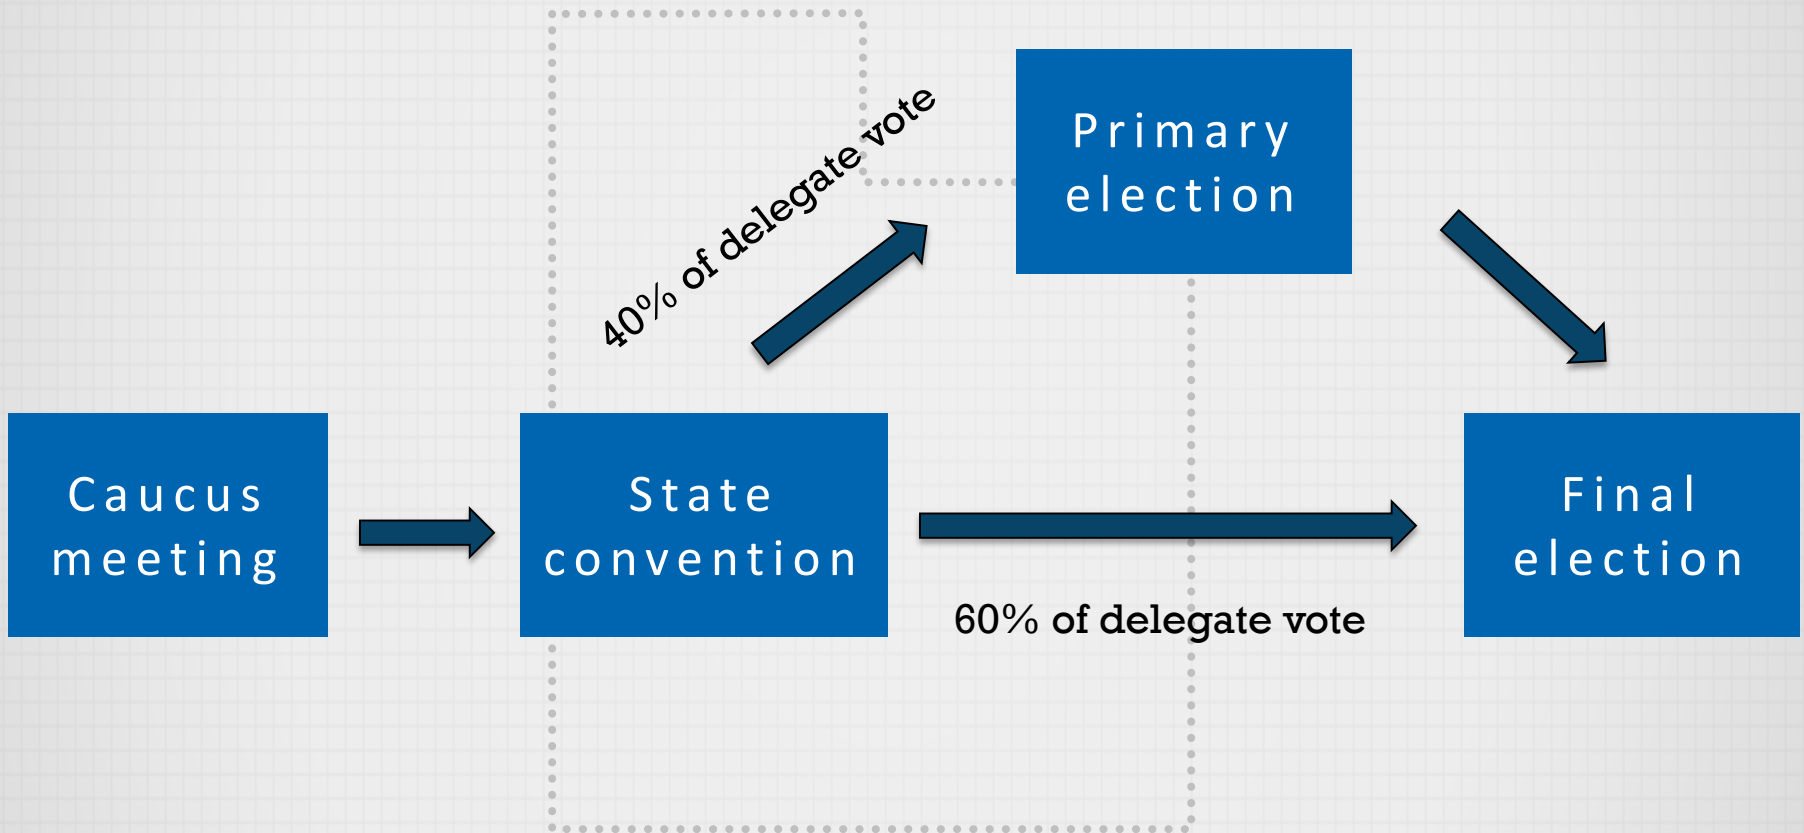 40% of delegate vote
Primary
election
Caucus
meeting
State
convention
60% of delegate vote
Final
election